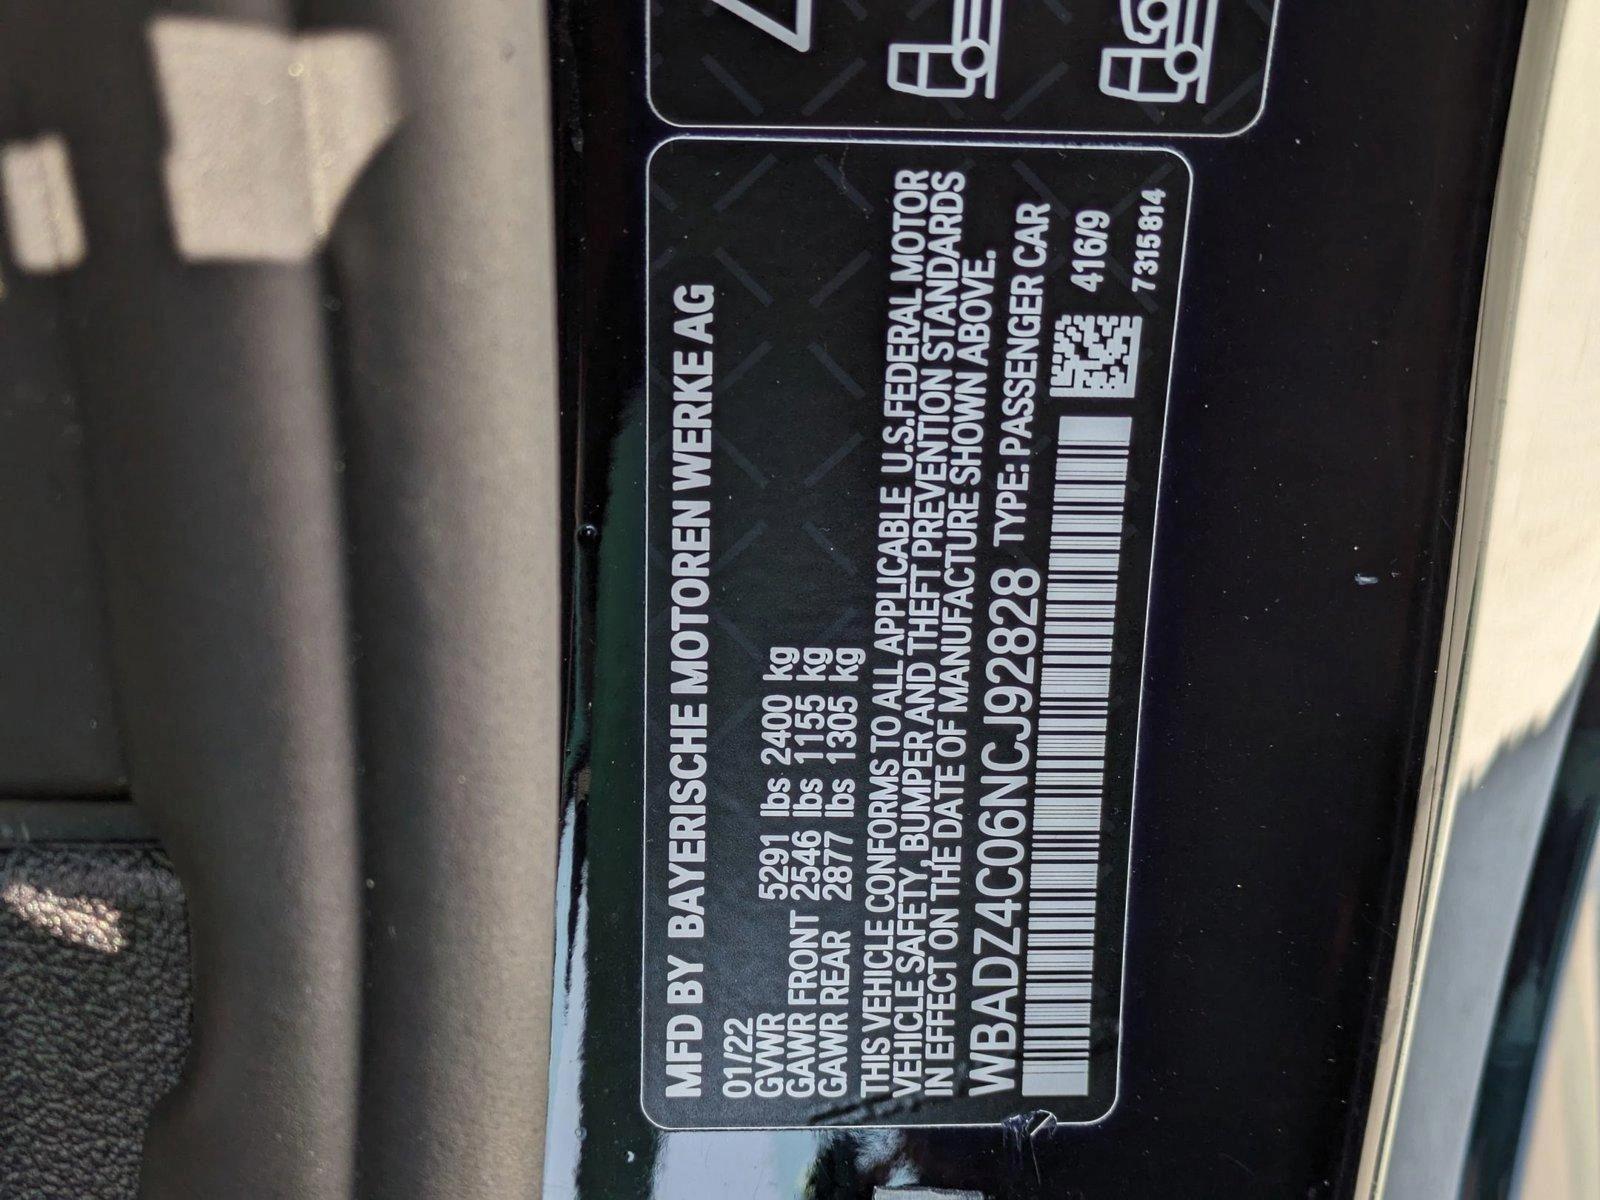 MFD BY BAYERISCHE MOTOREN WERKE AG
01/22
GVWR 5291 lbs 2400 kg
GAWR FRONT 2546 lbs 1155 kg
GAWR REAR 2877 lbs 1305 kg
THIS VEHICLE CONFORMS TO ALL APPLICABLE U.S.FEDERAL MOTOR
VEHICLE SAFETY, BUMPER AND THEFT PREVENTION STANDARDS
IN EFFECT ON THE DATE OF MANUFACTURE SHOWN ABOVE.
WBADZ4C06NCJ92828 TYPE: PASSENGER CAR
416/9
7315814